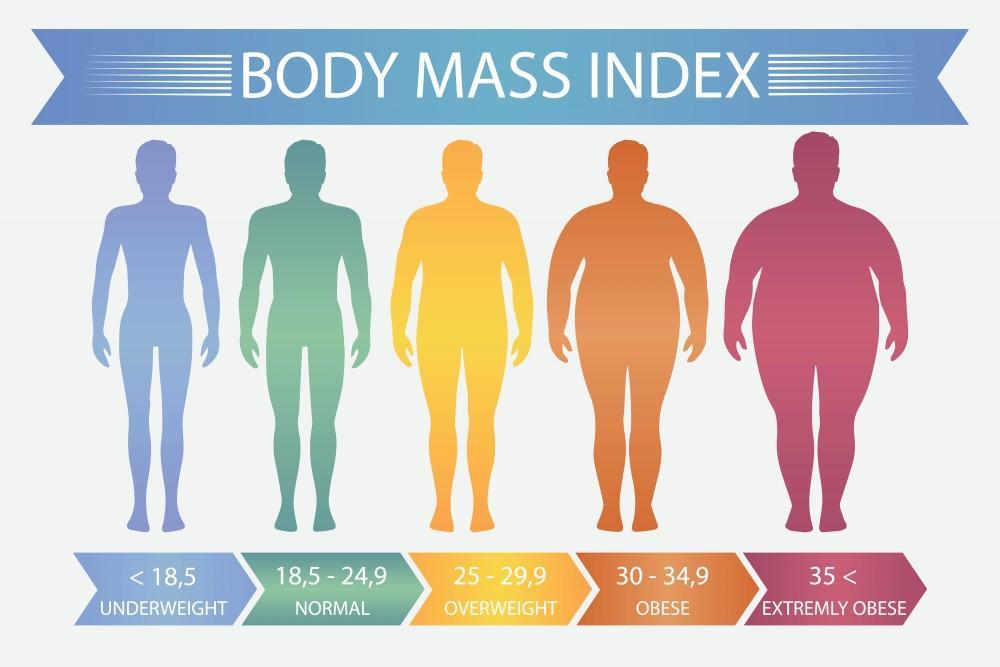 BODY MASS INDEX
< 18,5
UNDERWEIGHT
18,5 - 24,9
NORMAL
25 - 29,9
OVERWEIGHT
30 - 34,9
OBESE
35 <
EXTREMLY OBESE